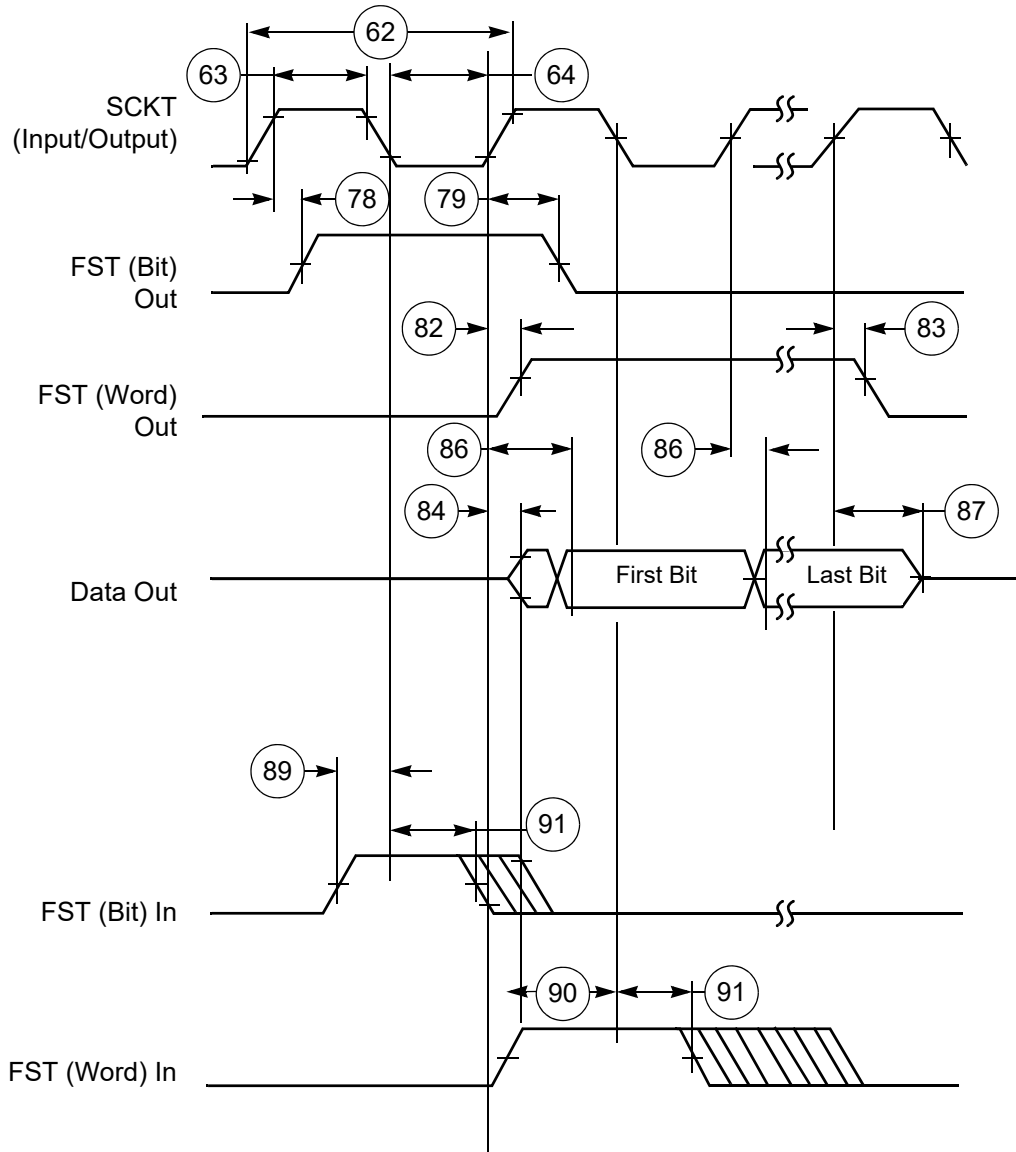 62
63
64
SCKT
(Input/Output)
78
79
FST (Bit)
Out
82
83
FST (Word)
Out
86
86
84
87
First Bit
Last Bit
Data Out
89
91
FST (Bit) In
90
91
FST (Word) In